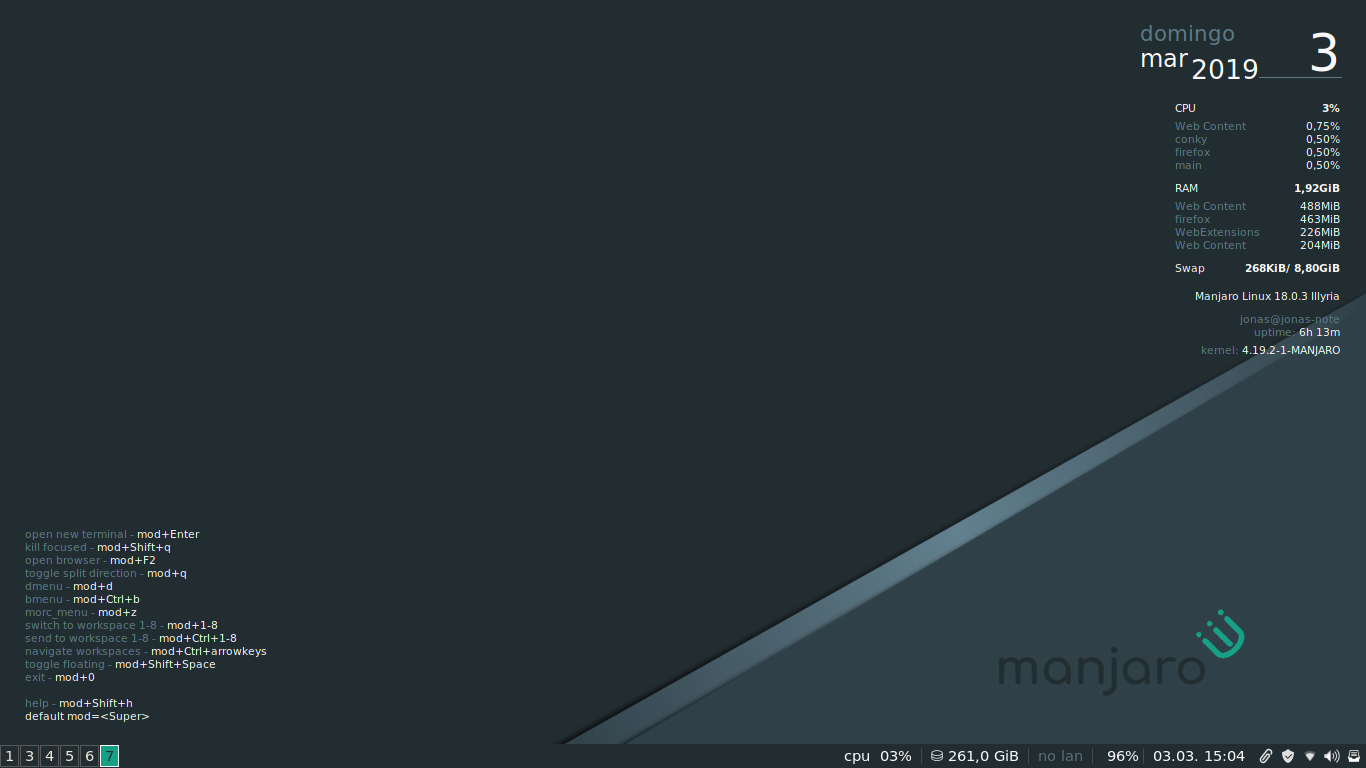 domingo
mar 2019 3
CPU 3%
Web Content 0,75%
conky 0,50%
firefox 0,50%
main 0,50%
RAM 1,92GiB
Web Content 488MiB
firefox 463MiB
WebExtensions 226MiB
Web Content 204MiB
Swap 268KiB/ 8,80GiB
Manjaro Linux 18.0.3 Illyria
jonas@jonas-note
uptime: 6h 13m
kernel: 4.19.2-1-MANJARO
open new terminal - mod+Enter
kill focused - mod+Shift+q
open browser - mod+F2
toggle split direction - mod+q
dmenu - mod+d
bmenu - mod+Ctrl+b
morc_menu - mod+z
switch to workspace 1-8 - mod+1-8
send to workspace 1-8 - mod+Ctrl+1-8
navigate workspaces - mod+Ctrl+arrowkeys
toggle floating - mod+Shift+Space
exit - mod+0
help - mod+Shift+h
default mod=<Super>
manjaro
1 3 4 5 6 7 cpu 03% 261,0 GiB no lan 96% 03.03. 15:04